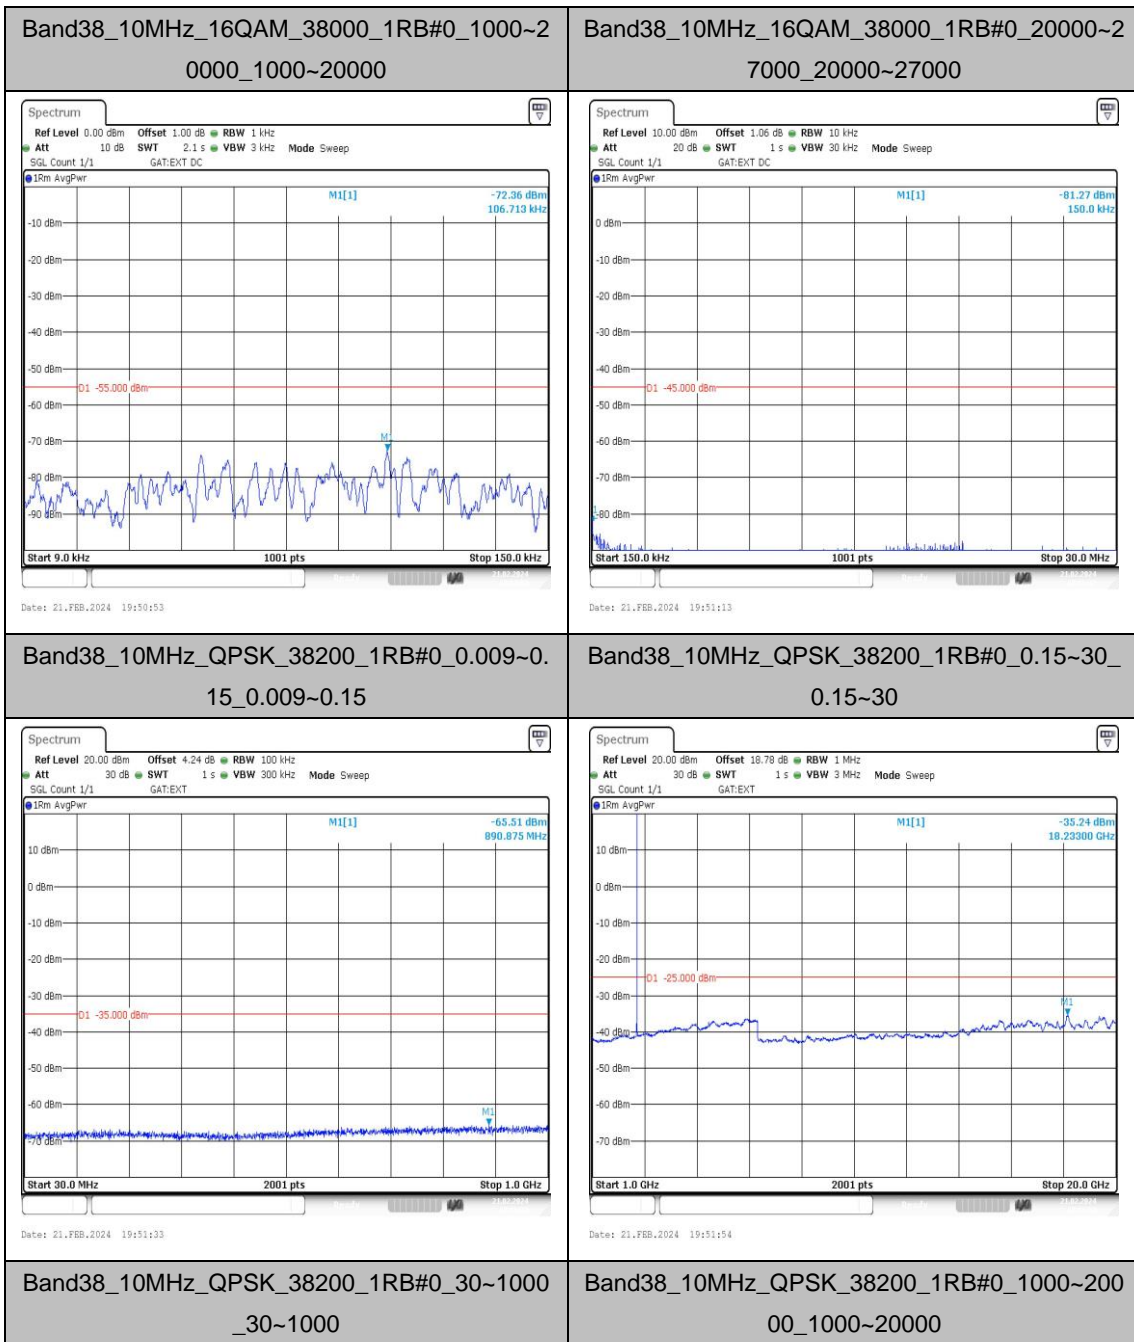 Band38_10MHz_16QAM_38000_1RB#0_1000~2
0000_1000~20000
Band38_10MHz_16QAM_38000_1RB#0_20000~2
7000_20000~27000
Spectrum
Ref Level 0.00 dBm Offset 1.00 dB RBW 1 kHz
Att 10 dB SWT 2.1 s VBW 3 kHz Mode Sweep
SGL Count 1/1 GAT:EXT DC
1Rm AvgPwr
M1[1] -72.36 dBm
106.713 kHz
-10 dBm
-20 dBm
-30 dBm
-40 dBm
-50 dBm
D1 -55.000 dBm
-60 dBm
-70 dBm
M1
-80 dBm
-90 dBm
Start 9.0 kHz 1001 pts Stop 150.0 kHz
Date: 21.FEB.2024 19:50:53
Spectrum
Ref Level 10.00 dBm Offset 1.06 dB RBW 10 kHz
Att 20 dB SWT 1 s VBW 30 kHz Mode Sweep
SGL Count 1/1 GAT:EXT DC
1Rm AvgPwr
M1[1] -81.27 dBm
150.0 kHz
0 dBm
-10 dBm
-20 dBm
-30 dBm
-40 dBm
D1 -45.000 dBm
-50 dBm
-60 dBm
-70 dBm
-80 dBm
Start 150.0 kHz 1001 pts Stop 30.0 MHz
Date: 21.FEB.2024 19:51:13
Band38_10MHz_QPSK_38200_1RB#0_0.009~0.
15_0.009~0.15
Band38_10MHz_QPSK_38200_1RB#0_0.15~30_
0.15~30
Spectrum
Ref Level 20.00 dBm Offset 4.24 dB RBW 100 kHz
Att 30 dB SWT 1 s VBW 300 kHz Mode Sweep
SGL Count 1/1 GAT:EXT
1Rm AvgPwr
M1[1] -65.51 dBm
890.875 MHz
10 dBm
0 dBm
-10 dBm
-20 dBm
-30 dBm
D1 -35.000 dBm
-40 dBm
-50 dBm
-60 dBm
M1
-70 dBm
Start 30.0 MHz 2001 pts Stop 1.0 GHz
Date: 21.FEB.2024 19:51:33
Spectrum
Ref Level 20.00 dBm Offset 18.78 dB RBW 1 MHz
Att 30 dB SWT 1 s VBW 3 MHz Mode Sweep
SGL Count 1/1 GAT:EXT
1Rm AvgPwr
M1[1] -35.24 dBm
18.23300 GHz
10 dBm
0 dBm
-10 dBm
-20 dBm
D1 -25.000 dBm
-30 dBm
M1
-40 dBm
-50 dBm
-60 dBm
-70 dBm
Start 1.0 GHz 2001 pts Stop 20.0 GHz
Date: 21.FEB.2024 19:51:54
Band38_10MHz_QPSK_38200_1RB#0_30~1000
_30~1000
Band38_10MHz_QPSK_38200_1RB#0_1000~200
00_1000~20000